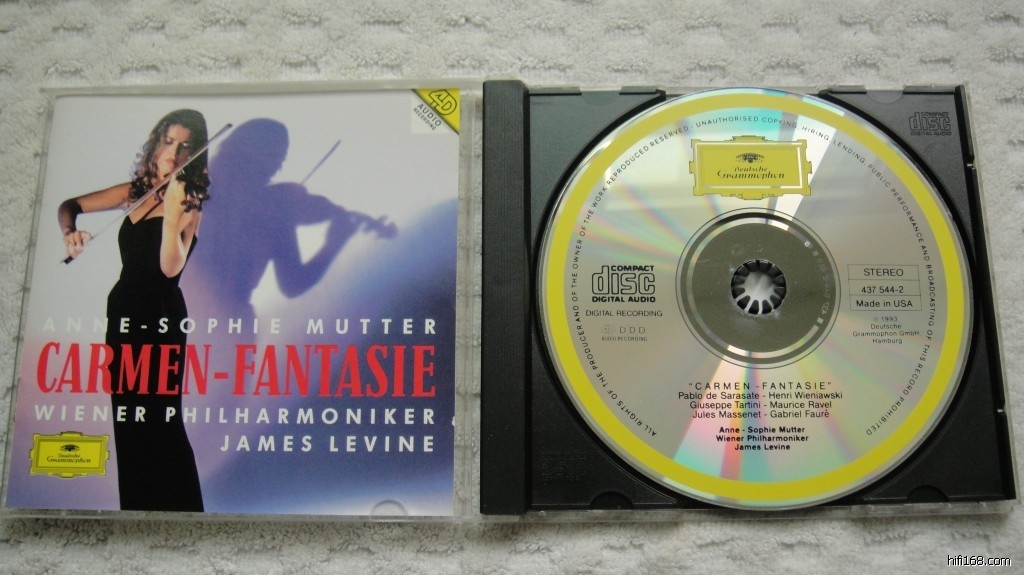 4D
AUDIO
RECORDING
ANNE-SOPHIE MUTTER
CARMEN-FANTASIE
WIENER PHILHARMONIKER
JAMES LEVINE
Deutsche
Grammophon
COMPACT
disc
DIGITAL AUDIO
ALL RIGHTS OF THE PRODUCER AND OF THE OWNER OF THE WORK REPRODUCED RESERVED · UNAUTHORISED COPYING, HIRING, LENDING, PUBLIC PERFORMANCE AND BROADCASTING OF THIS RECORD PROHIBITED
Deutsche
Grammophon
COMPACT
disc
DIGITAL AUDIO
DIGITAL RECORDING
4D DDD
AUDIO RECORDING
STEREO
437 544-2
Made in USA
℗ 1993
Deutsche
Grammophon GmbH,
Hamburg
"CARMEN - FANTASIE"
Pablo de Sarasate - Henri Wieniawski
Giuseppe Tartini - Maurice Ravel
Jules Massenet - Gabriel Fauré
Anne - Sophie Mutter
Wiener Philharmoniker
James Levine
hifi168.com